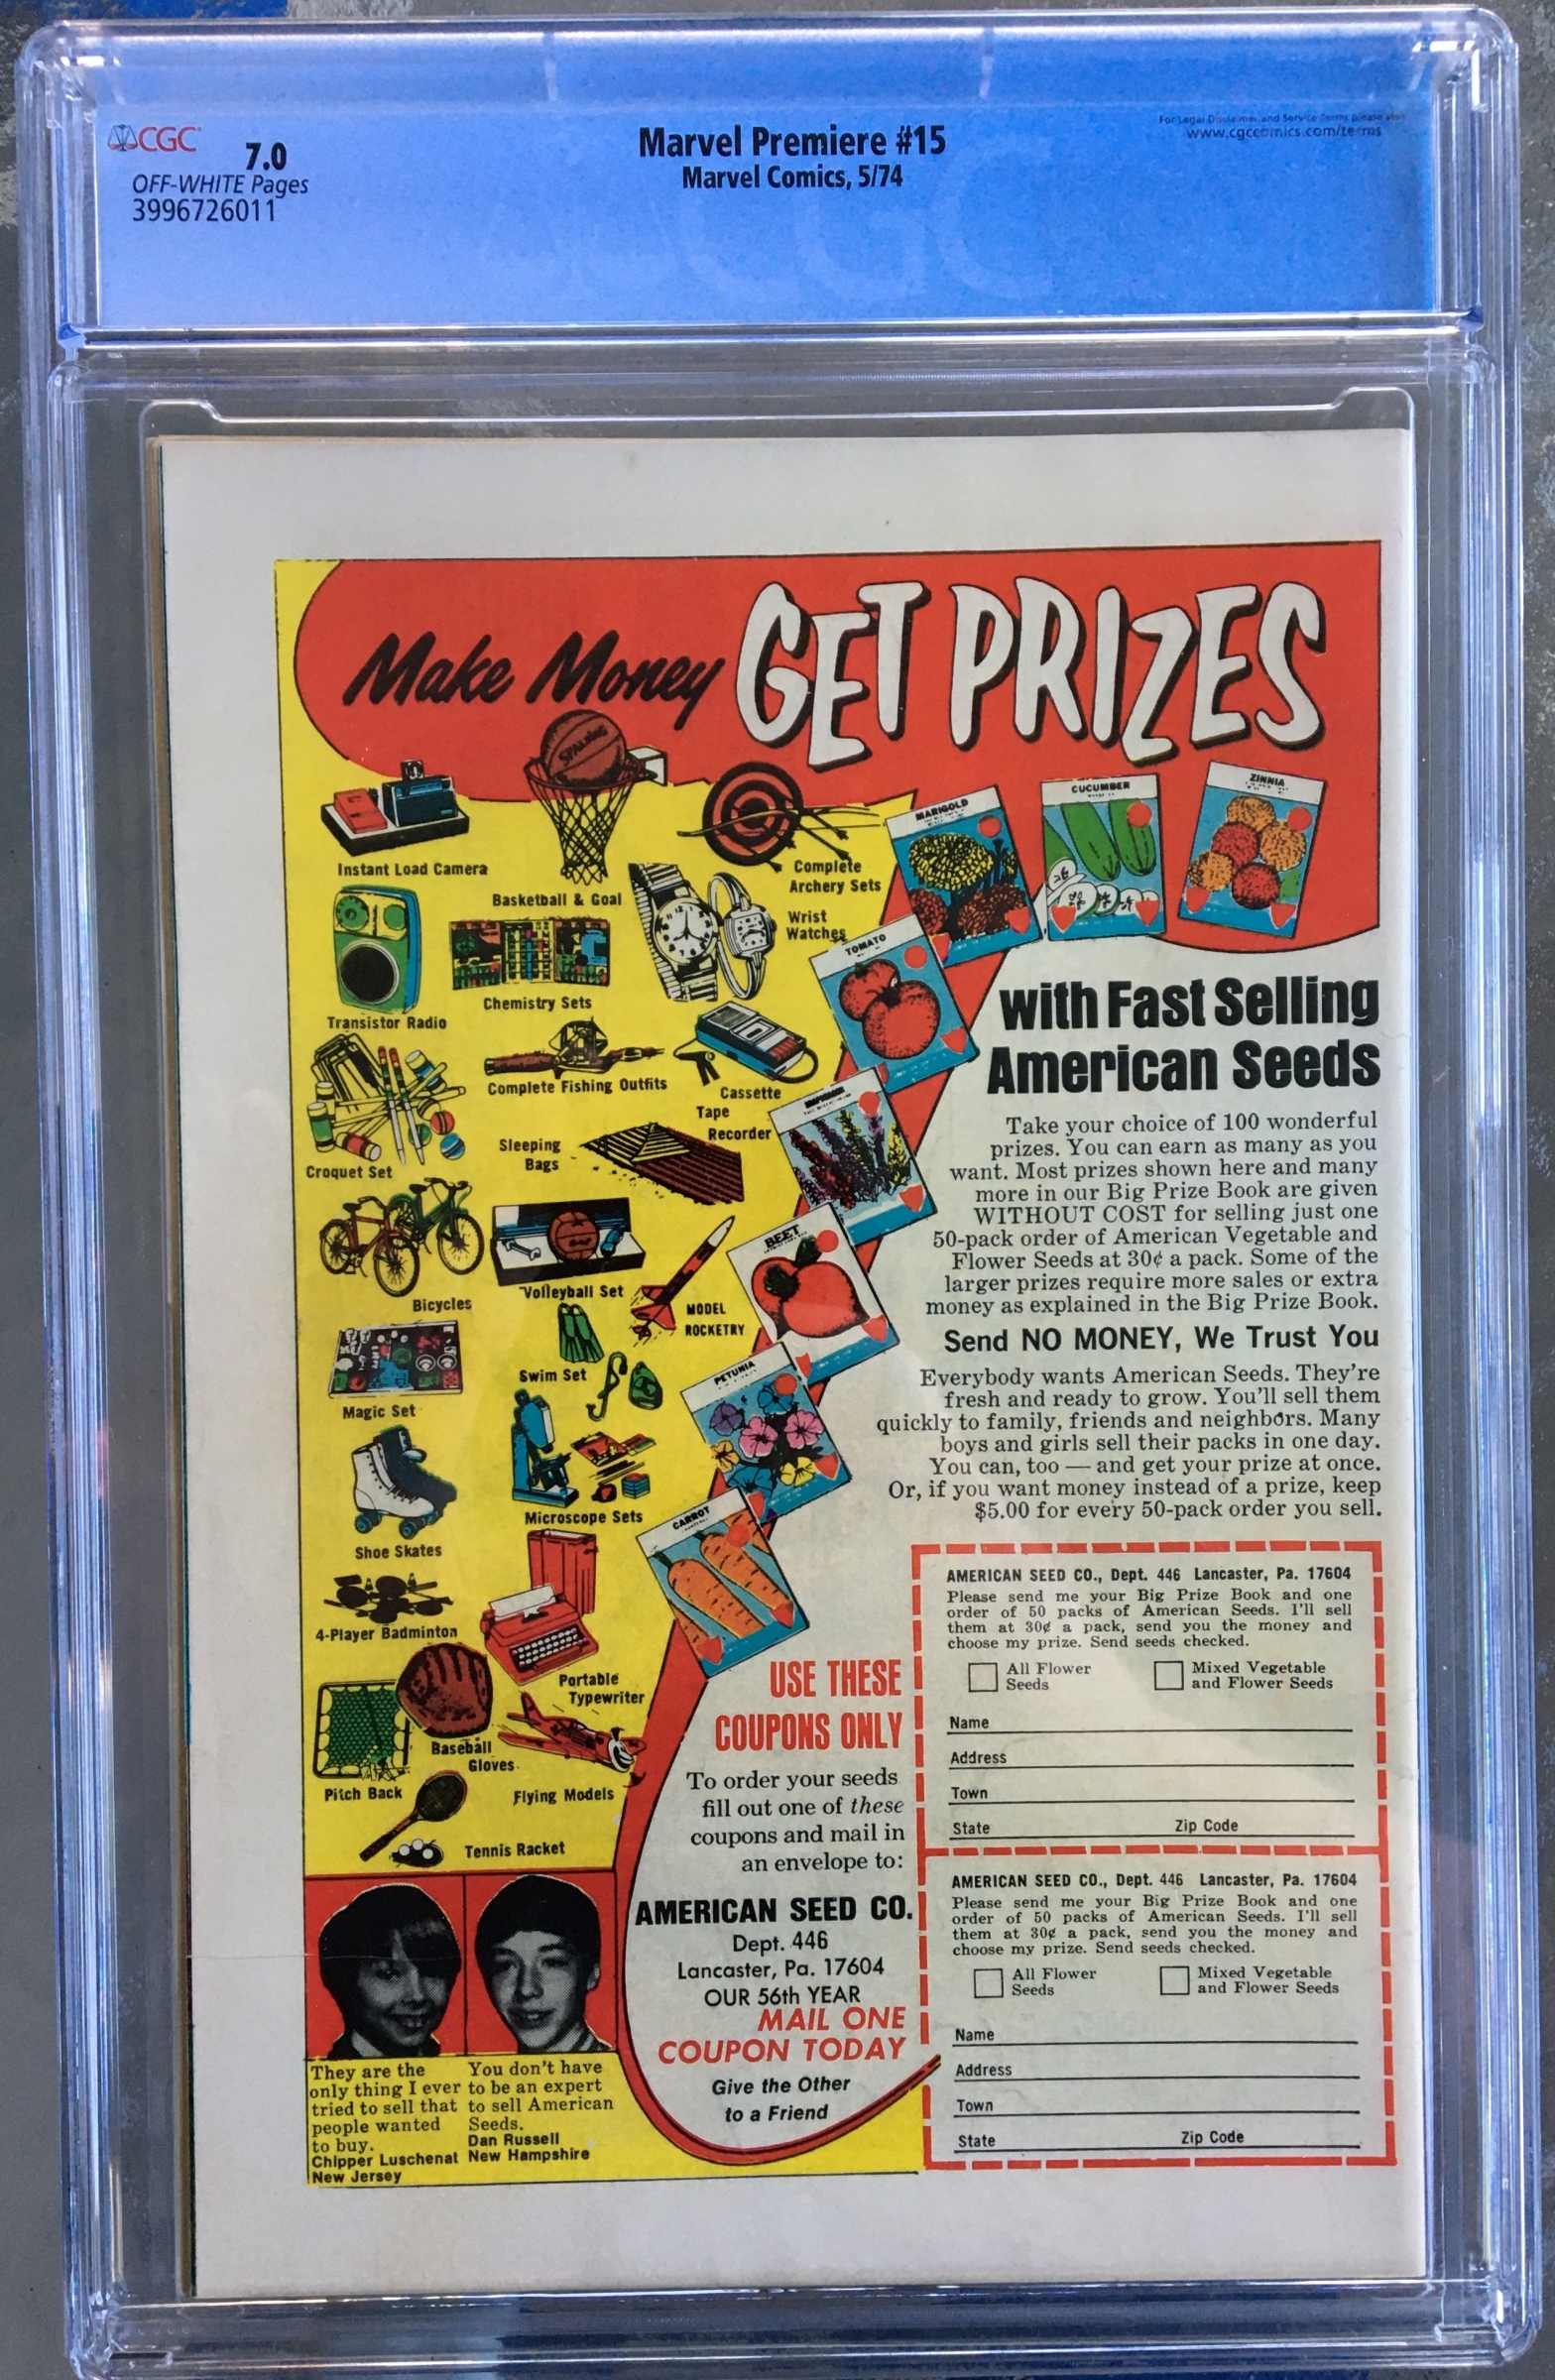 CGC
7.0
OFF-WHITE Pages
3996726011
Marvel Premiere #15
Marvel Comics, 5/74
For Legal Disclaimer and Service Terms please visit
www.cgccomics.com/terms
Make Money GET PRIZES
SPALDING
Instant Load Camera
Basketball & Goal
Complete
Archery Sets
Wrist
Watches
Transistor Radio
Chemistry Sets
Complete Fishing Outfits
Cassette
Tape
Recorder
Croquet Set
Sleeping
Bags
Bicycles
Volleyball Set
MODEL
ROCKETRY
Magic Set
Swim Set
Shoe Skates
Microscope Sets
4-Player Badminton
Portable
Typewriter
Pitch Back
Baseball
Gloves
Flying Models
Tennis Racket
MARIGOLD
CUCUMBER
ZINNIA
TOMATO
BEET
PETUNIA
CARROT
with Fast Selling
American Seeds
Take your choice of 100 wonderful
prizes. You can earn as many as you
want. Most prizes shown here and many
more in our Big Prize Book are given
WITHOUT COST for selling just one
50-pack order of American Vegetable and
Flower Seeds at 30¢ a pack. Some of the
larger prizes require more sales or extra
money as explained in the Big Prize Book.
Send NO MONEY, We Trust You
Everybody wants American Seeds. They're
fresh and ready to grow. You'll sell them
quickly to family, friends and neighbors. Many
boys and girls sell their packs in one day.
You can, too — and get your prize at once.
Or, if you want money instead of a prize, keep
$5.00 for every 50-pack order you sell.
USE THESE
COUPONS ONLY
To order your seeds
fill out one of these
coupons and mail in
an envelope to:
AMERICAN SEED CO.
Dept. 446
Lancaster, Pa. 17604
OUR 56th YEAR
MAIL ONE
COUPON TODAY
Give the Other
to a Friend
AMERICAN SEED CO., Dept. 446 Lancaster, Pa. 17604
Please send me your Big Prize Book and one
order of 50 packs of American Seeds. I'll sell
them at 30¢ a pack, send you the money and
choose my prize. Send seeds checked.
All Flower
Seeds
Mixed Vegetable
and Flower Seeds
Name
Address
Town
State Zip Code
AMERICAN SEED CO., Dept. 446 Lancaster, Pa. 17604
Please send me your Big Prize Book and one
order of 50 packs of American Seeds. I'll sell
them at 30¢ a pack, send you the money and
choose my prize. Send seeds checked.
All Flower
Seeds
Mixed Vegetable
and Flower Seeds
Name
Address
Town
State Zip Code
They are the
only thing I ever
tried to sell that
people wanted
to buy.
Chipper Luschenat
New Jersey
You don't have
to be an expert
to sell American
Seeds.
Dan Russell
New Hampshire